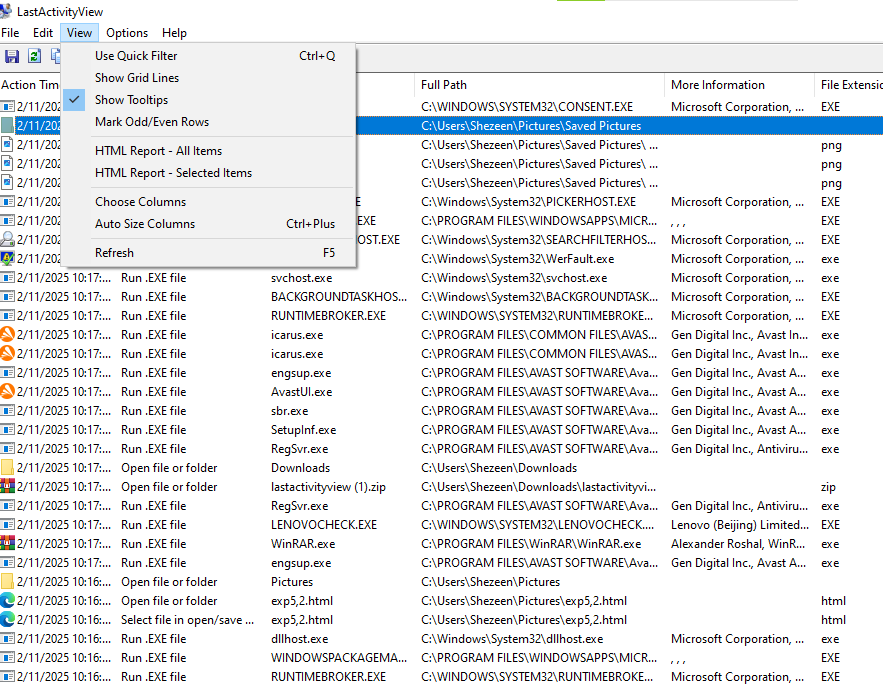 LastActivityView
File Edit View Options Help
Use Quick Filter Ctrl+Q
Show Grid Lines
Show Tooltips
Mark Odd/Even Rows
HTML Report - All Items
HTML Report - Selected Items
Choose Columns
Auto Size Columns Ctrl+Plus
Refresh F5
Action Tim Full Path More Information File Extensio
2/11/202 C:\WINDOWS\SYSTEM32\CONSENT.EXE Microsoft Corporation, ... EXE
2/11/202 C:\Users\Shezeen\Pictures\Saved Pictures
2/11/202 C:\Users\Shezeen\Pictures\Saved Pictures\ ... png
2/11/202 C:\Users\Shezeen\Pictures\Saved Pictures\ ... png
2/11/202 C:\Users\Shezeen\Pictures\Saved Pictures\ ... png
2/11/202 E C:\Windows\System32\PICKERHOST.EXE Microsoft Corporation, ... EXE
2/11/202 EXE C:\PROGRAM FILES\WINDOWSAPPS\MICR... , , , EXE
2/11/202 OST.EXE C:\Windows\System32\SEARCHFILTERHOS... Microsoft Corporation, ... EXE
2/11/202 C:\Windows\System32\WerFault.exe Microsoft Corporation, ... exe
2/11/2025 10:17:... Run .EXE file svchost.exe C:\Windows\System32\svchost.exe Microsoft Corporation, ... exe
2/11/2025 10:17:... Run .EXE file BACKGROUNDTASKHOS... C:\Windows\System32\BACKGROUNDTASK... Microsoft Corporation, ... EXE
2/11/2025 10:17:... Run .EXE file RUNTIMEBROKER.EXE C:\WINDOWS\SYSTEM32\RUNTIMEBROKE... Microsoft Corporation, ... EXE
2/11/2025 10:17:... Run .EXE file icarus.exe C:\PROGRAM FILES\COMMON FILES\AVAS... Gen Digital Inc., Avast In... exe
2/11/2025 10:17:... Run .EXE file icarus.exe C:\PROGRAM FILES\COMMON FILES\AVAS... Gen Digital Inc., Avast In... exe
2/11/2025 10:17:... Run .EXE file engsup.exe C:\PROGRAM FILES\AVAST SOFTWARE\Ava... Gen Digital Inc., Avast A... exe
2/11/2025 10:17:... Run .EXE file AvastUI.exe C:\PROGRAM FILES\AVAST SOFTWARE\Ava... Gen Digital Inc., Avast A... exe
2/11/2025 10:17:... Run .EXE file sbr.exe C:\PROGRAM FILES\AVAST SOFTWARE\Ava... Gen Digital Inc., Avast A... exe
2/11/2025 10:17:... Run .EXE file SetupInf.exe C:\PROGRAM FILES\AVAST SOFTWARE\Ava... Gen Digital Inc., Avast A... exe
2/11/2025 10:17:... Run .EXE file RegSvr.exe C:\PROGRAM FILES\AVAST SOFTWARE\Ava... Gen Digital Inc., Antiviru... exe
2/11/2025 10:17:... Open file or folder Downloads C:\Users\Shezeen\Downloads
2/11/2025 10:17:... Open file or folder lastactivityview (1).zip C:\Users\Shezeen\Downloads\lastactivityvi... zip
2/11/2025 10:17:... Run .EXE file RegSvr.exe C:\PROGRAM FILES\AVAST SOFTWARE\Ava... Gen Digital Inc., Antiviru... exe
2/11/2025 10:17:... Run .EXE file LENOVOCHECK.EXE C:\WINDOWS\SYSTEM32\LENOVOCHECK.... Lenovo (Beijing) Limited... EXE
2/11/2025 10:17:... Run .EXE file WinRAR.exe C:\PROGRAM FILES\WinRAR\WinRAR.exe Alexander Roshal, WinR... exe
2/11/2025 10:17:... Run .EXE file engsup.exe C:\PROGRAM FILES\AVAST SOFTWARE\Ava... Gen Digital Inc., Avast A... exe
2/11/2025 10:16:... Open file or folder Pictures C:\Users\Shezeen\Pictures
2/11/2025 10:16:... Open file or folder exp5,2.html C:\Users\Shezeen\Pictures\exp5,2.html html
2/11/2025 10:16:... Select file in open/save ... exp5,2.html C:\Users\Shezeen\Pictures\exp5,2.html html
2/11/2025 10:16:... Run .EXE file dllhost.exe C:\Windows\System32\dllhost.exe Microsoft Corporation, ... exe
2/11/2025 10:16:... Run .EXE file WINDOWSPACKAGEMA... C:\PROGRAM FILES\WINDOWSAPPS\MICR... , , , EXE
2/11/2025 10:16:... Run .EXE file RUNTIMEBROKER.EXE C:\WINDOWS\SYSTEM32\RUNTIMEBROKE... Microsoft Corporation, ... EXE